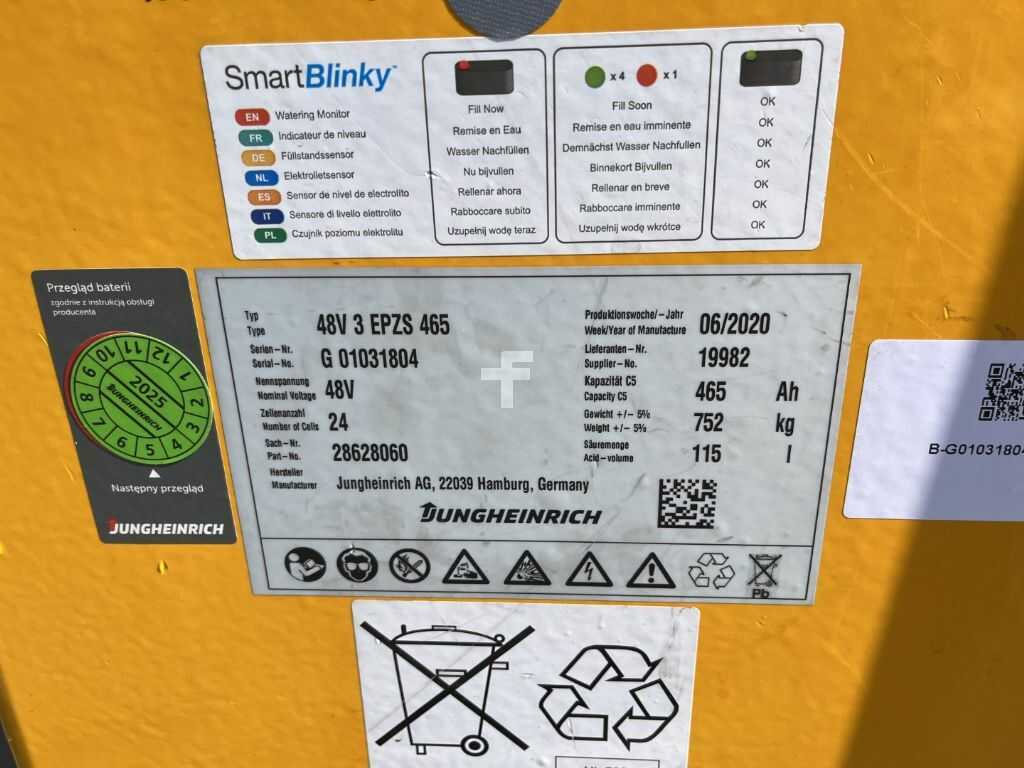 SmartBlinky™
EN Watering Monitor
FR Indicateur de niveau
DE Füllstandssensor
NL Elektrolietsensor
ES Sensor de nivel de electrolito
IT Sensore di livello elettrolito
PL Czujnik poziomu elektrolitu
Fill Now
Remise en Eau
Wasser Nachfüllen
Nu bijvullen
Rellenar ahora
Rabboccare subito
Uzupełnij wodę teraz
x 4 x 1
Fill Soon
Remise en eau imminente
Demnächst Wasser Nachfullen
Binnekort Bijvullen
Rellenar en breve
Rabboccare imminente
Uzupełnij wodę wkrótce
OK
OK
OK
OK
OK
OK
OK
Przegląd baterii
zgodnie z instrukcją obsługi
producenta
1 2 3 4 5 6 7 8 9 10 11 12
2025
JUNGHEINRICH
Następny przegląd
JUNGHEINRICH
Typ
Type 48V 3 EPZS 465
Serien-Nr.
Serial-No. G 01031804
Nennspannung
Nominal Voltage 48V
Zellenanzahl
Number of Cells 24
Sach-Nr.
Part-No. 28628060
Hersteller
Manufacturer Jungheinrich AG, 22039 Hamburg, Germany
Produktionswoche/-Jahr
Week/Year of Manufacture 06/2020
Lieferanten-Nr.
Supplier-No. 19982
Kapazität C5
Capacity C5 465 Ah
Gewicht +/- 5%
Weight +/- 5% 752 kg
Säuremenge
Acid-volume 115 l
JUNGHEINRICH
Pb
B-G01031804